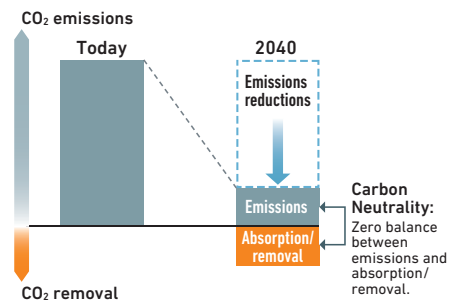 CO₂ emissions
Today
2040
Emissions
reductions
Emissions
Absorption/
removal
Carbon
Neutrality:
Zero balance
between
emissions and
absorption/
removal.
CO₂ removal